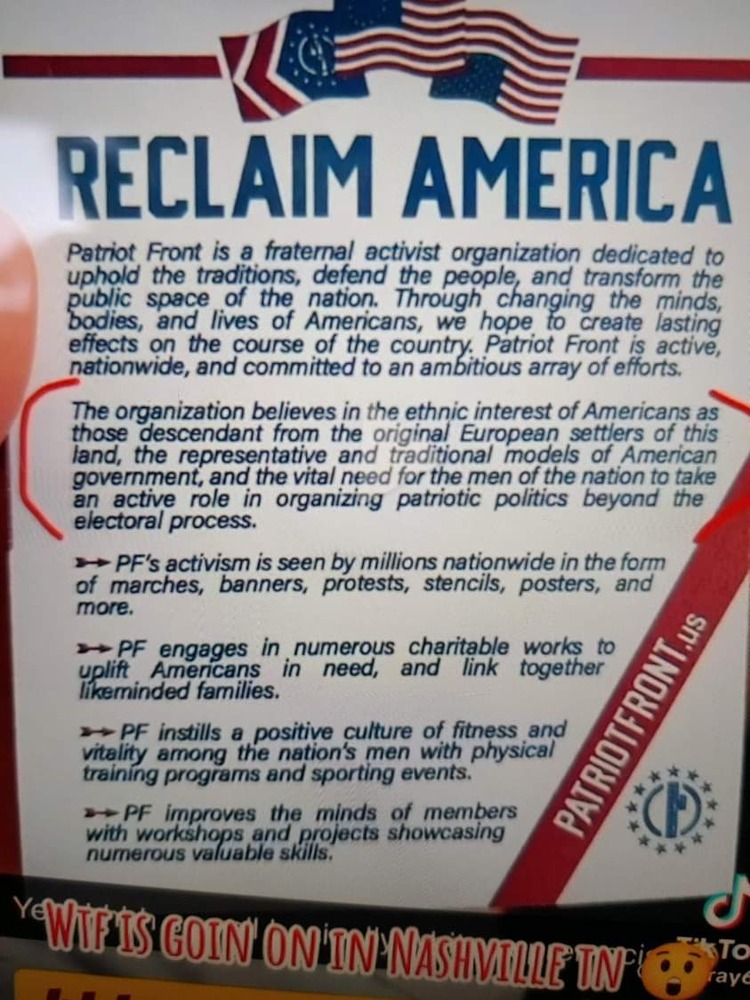 RECLAIM AMERICA
Patriot Front is a fraternal activist organization dedicated to
uphold the traditions, defend the people, and transform the
public space of the nation. Through changing the minds,
bodies, and lives of Americans, we hope to create lasting
effects on the course of the country. Patriot Front is active,
nationwide, and committed to an ambitious array of efforts.
The organization believes in the ethnic interest of Americans as
those descendant from the original European settlers of this
land, the representative and traditional models of American
government, and the vital need for the men of the nation to take
an active role in organizing patriotic politics beyond the
electoral process.
PF's activism is seen by millions nationwide in the form
of marches, banners, protests, stencils, posters, and
more.
PF engages in numerous charitable works to
uplift Americans in need, and link together
likeminded families.
PF instills a positive culture of fitness and
vitality among the nation's men with physical
training programs and sporting events.
PF improves the minds of members
with workshops and projects showcasing
numerous valuable skills.
PATRIOTFRONT.us
WTF IS GOIN ON IN NASHVILLE TN